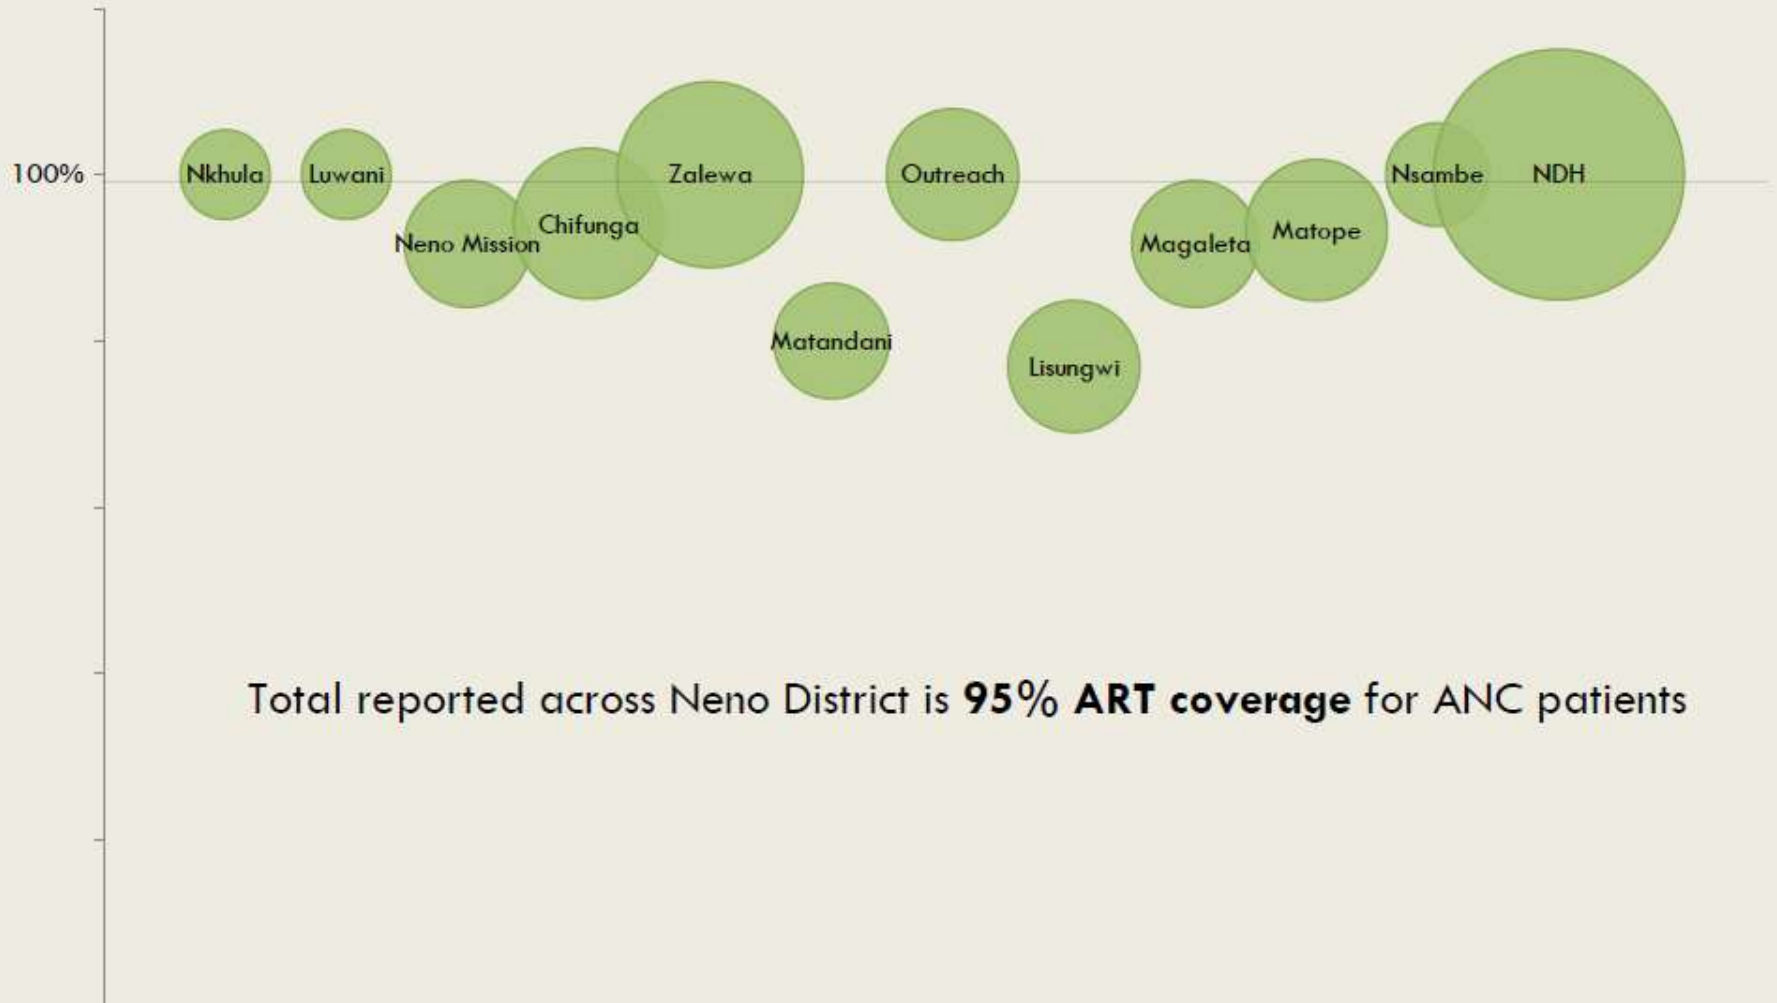 100%
Nkhula
Luwani
Neno Mission
Chifunga
Zalewa
Matandani
Outreach
Lisungwi
Magaleta
Matope
Nsambe
NDH
Total reported across Neno District is 95% ART coverage for ANC patients